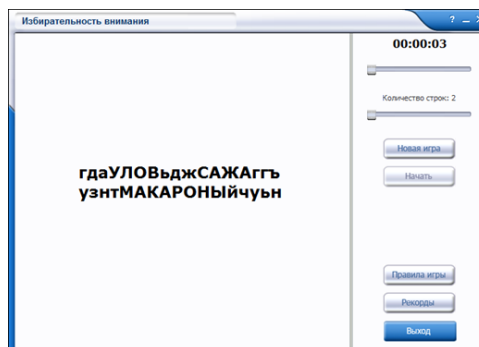 Избирательность внимания
? _ X
00:00:03
Количество строк: 2
Новая игра
Начать
гдаУЛОВьджСАЖАггъ
узнтМАКАРОНЫйчуьн
Правила игры
Рекорды
Выход